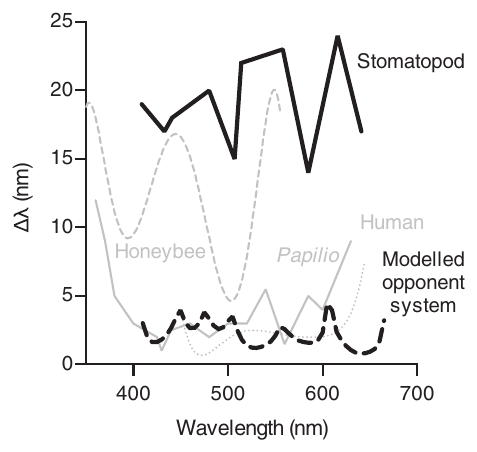 25
Stomatopod
20
15
Δλ (nm)
10
Human
Honeybee
Papilio
Modelled
opponent
system
5
0
400 500 600 700
Wavelength (nm)